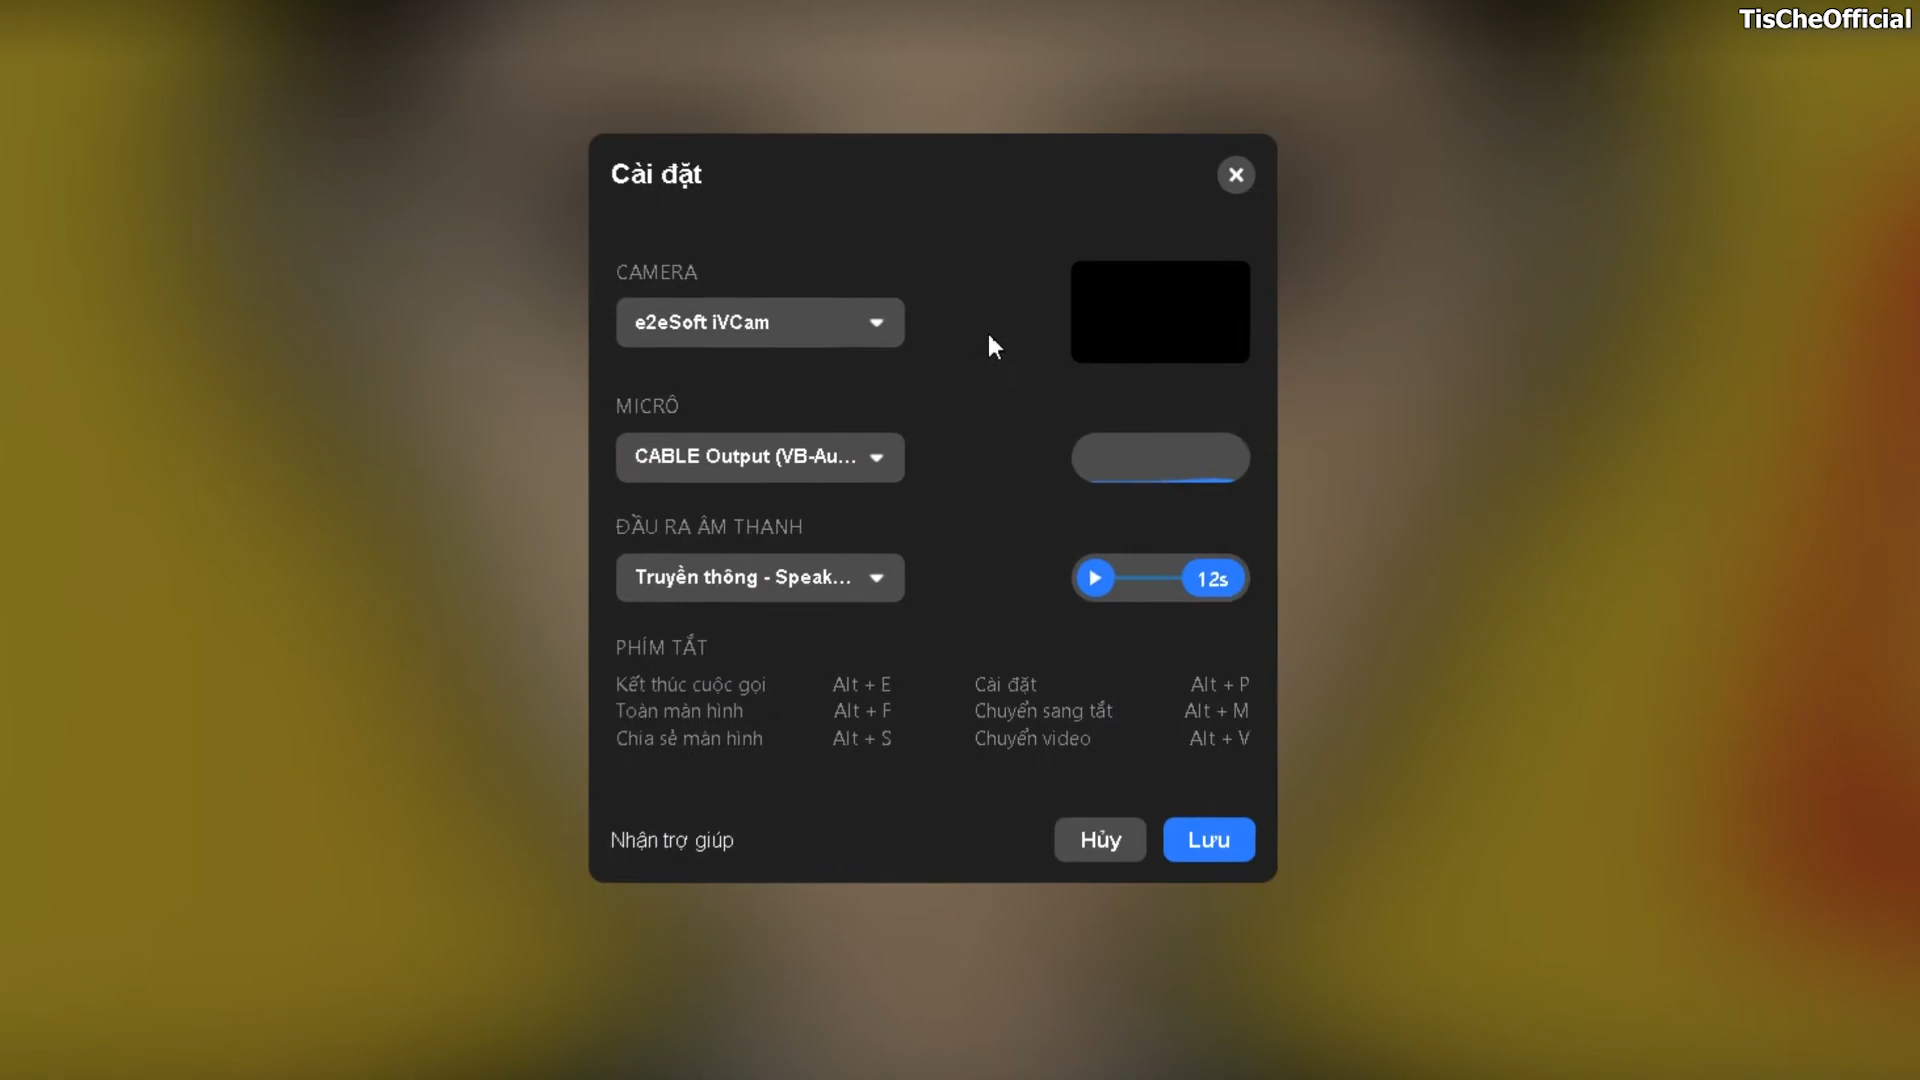 TisCheOfficial
Cài đặt
CAMERA
e2eSoft iVCam
MICRÔ
CABLE Output (VB-Au...
ĐẦU RA ÂM THANH
Truyền thông - Speak...
12s
PHÍM TẮT
Kết thúc cuộc gọi Alt + E Cài đặt Alt + P
Toàn màn hình Alt + F Chuyển sang tắt Alt + M
Chia sẻ màn hình Alt + S Chuyển video Alt + V
Nhận trợ giúp Hủy Lưu